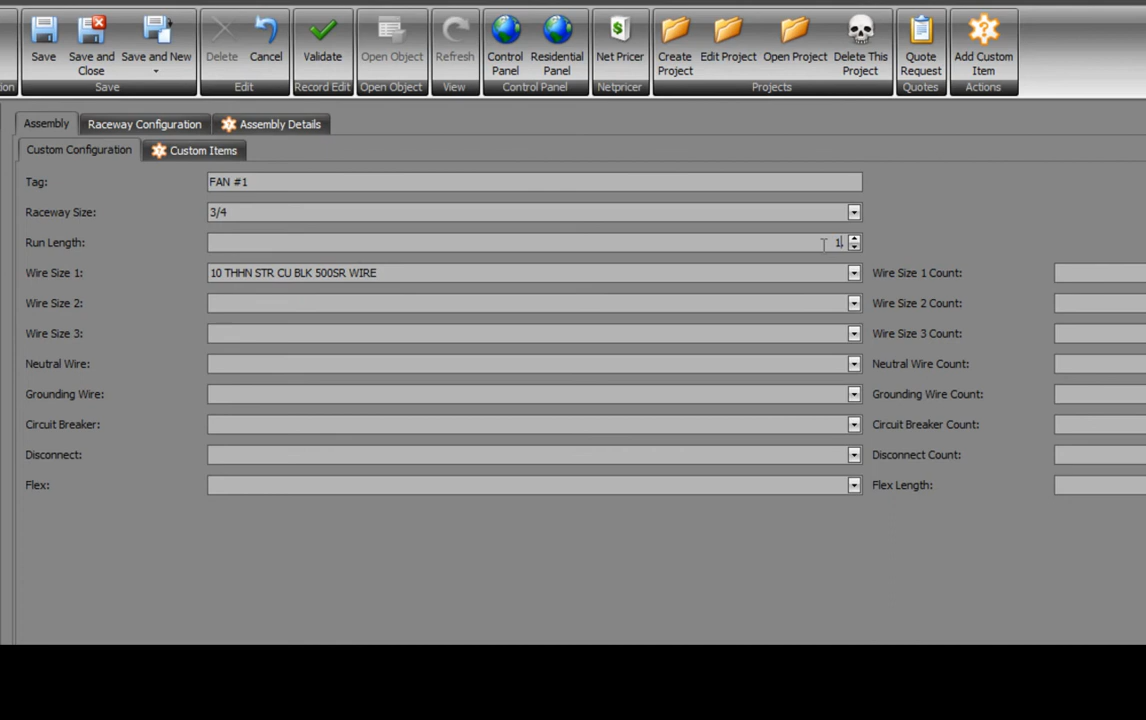 Save
Save and Close
Save and New
Delete
Cancel
Validate
Open Object
Refresh
Control Panel
Residential Panel
Net Pricer
Create Project
Edit Project
Open Project
Delete This Project
Quote Request
Add Custom Item
ion
Save
Edit
Record Edit
Open Object
View
Control Panel
Netpricer
Projects
Quotes
Actions
Assembly
Raceway Configuration
Assembly Details
Custom Configuration
Custom Items
Tag: FAN #1
Raceway Size: 3/4
Run Length: 1
Wire Size 1: 10 THHN STR CU BLK 500SR WIRE Wire Size 1 Count:
Wire Size 2: Wire Size 2 Count:
Wire Size 3: Wire Size 3 Count:
Neutral Wire: Neutral Wire Count:
Grounding Wire: Grounding Wire Count:
Circuit Breaker: Circuit Breaker Count:
Disconnect: Disconnect Count:
Flex: Flex Length: